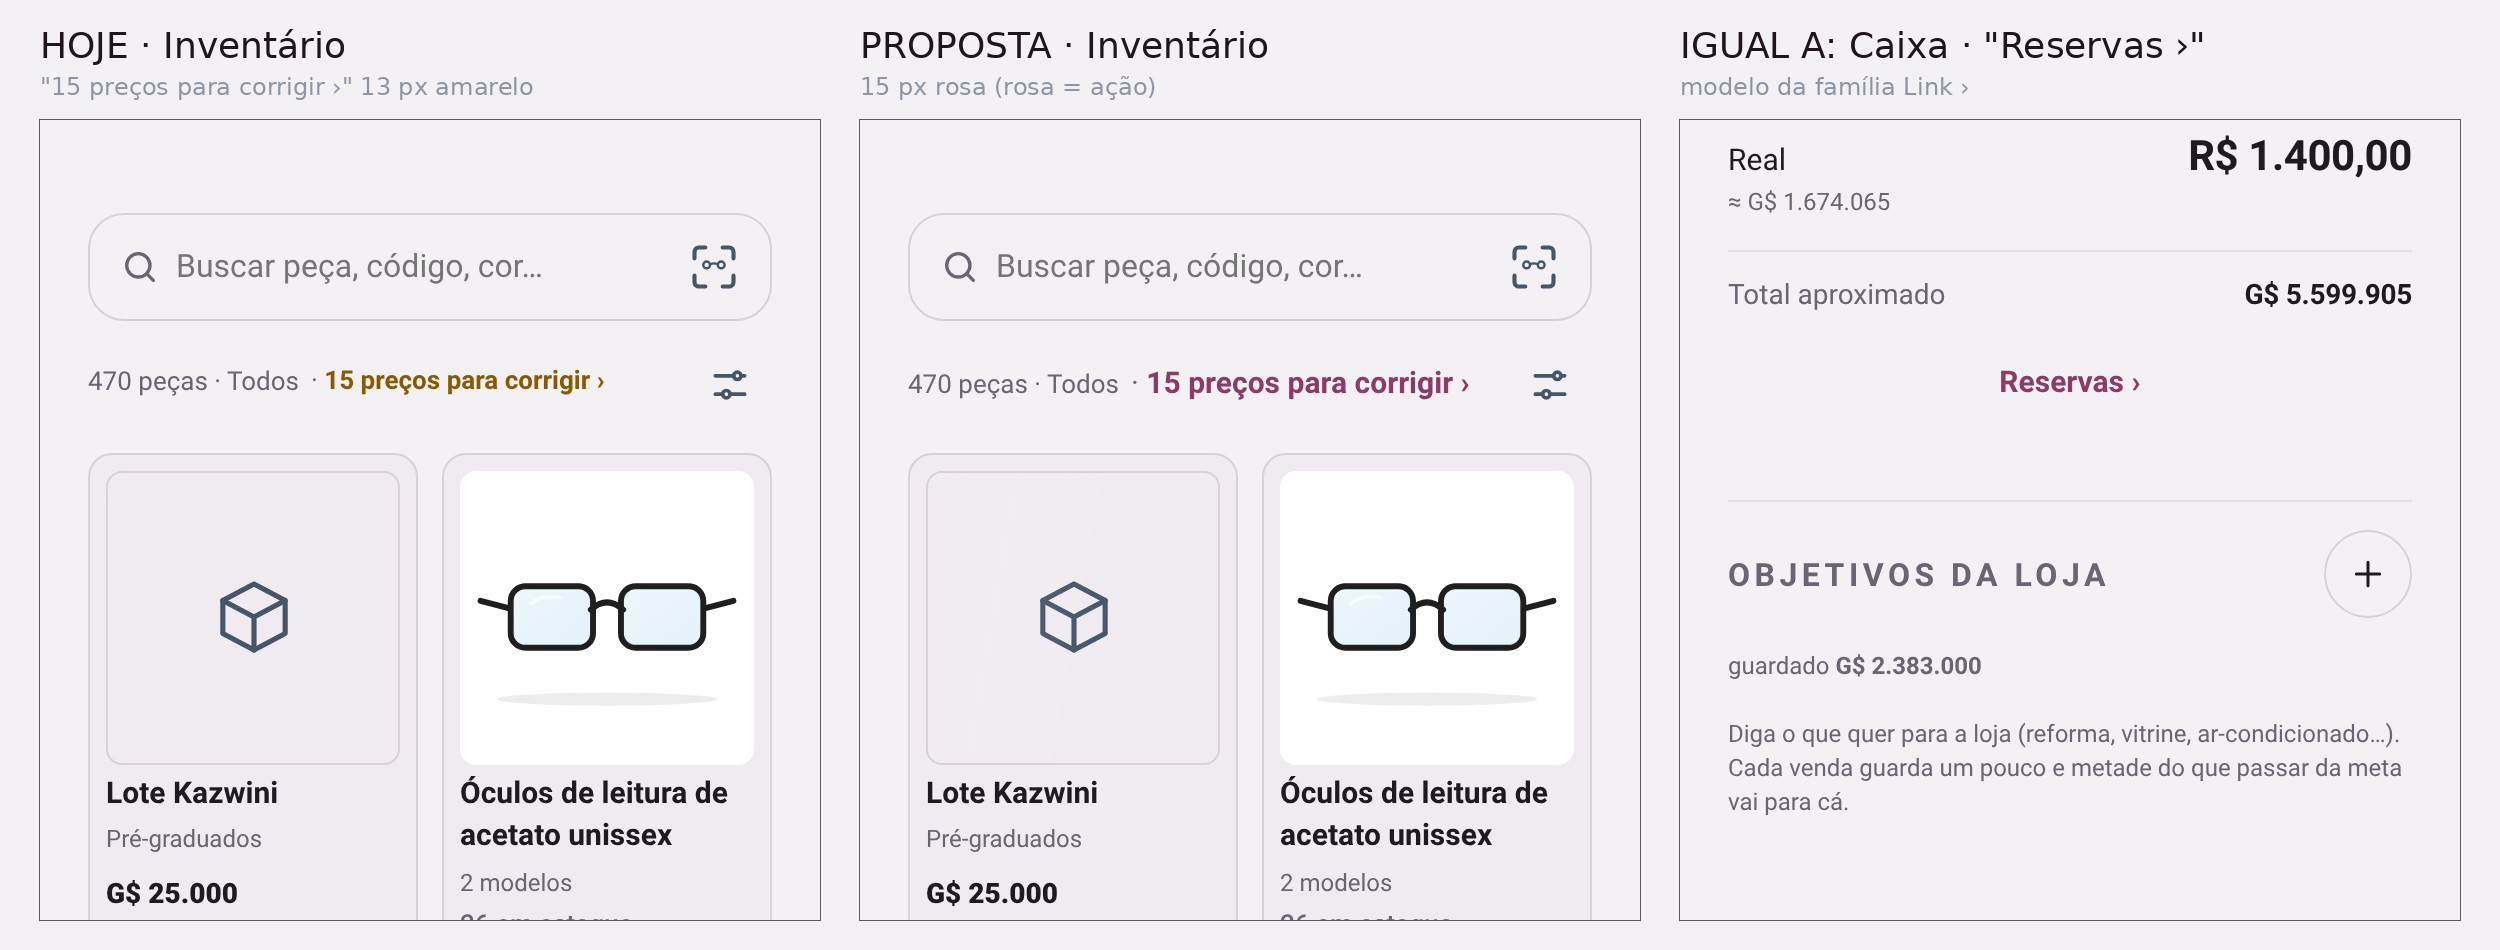 HOJE · Inventário
"15 preços para corrigir ›" 13 px amarelo
Buscar peça, código, cor...
470 peças · Todos · 15 preços para corrigir ›
Lote Kazwini
Pré-graduados
G$ 25.000
Óculos de leitura de
acetato unissex
2 modelos
PROPOSTA · Inventário
15 px rosa (rosa = ação)
Buscar peça, código, cor...
470 peças · Todos · 15 preços para corrigir ›
Lote Kazwini
Pré-graduados
G$ 25.000
Óculos de leitura de
acetato unissex
2 modelos
IGUAL A: Caixa · "Reservas ›"
modelo da família Link ›
Real R$ 1.400,00
≈ G$ 1.674.065
Total aproximado G$ 5.599.905
Reservas ›
OBJETIVOS DA LOJA
guardado G$ 2.383.000
Diga o que quer para a loja (reforma, vitrine, ar-condicionado...).
Cada venda guarda um pouco e metade do que passar da meta
vai para cá.